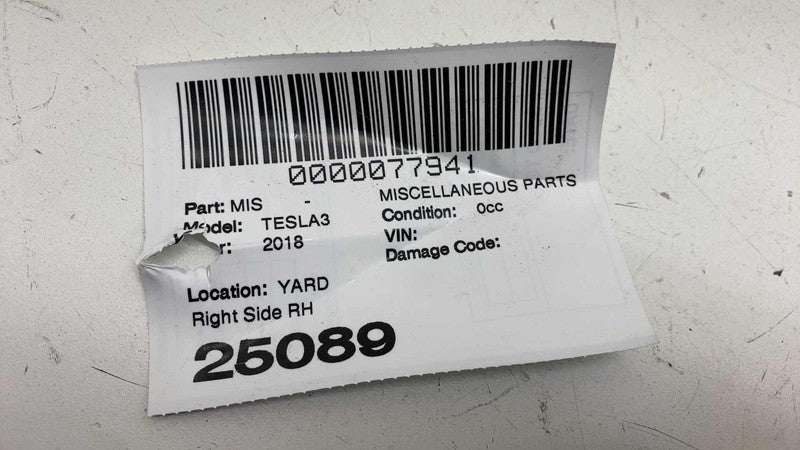 0000077941
Part: MIS - MISCELLANEOUS PARTS
Model: TESLA3 Condition: 0cc
2018 VIN:
Damage Code:
Location: YARD
Right Side RH
25089